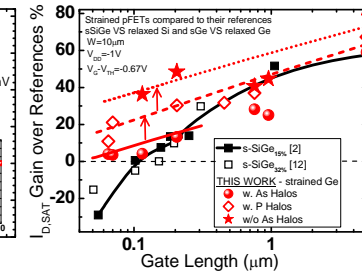 80
60
40
20
0
-20
0.1
1
I_D,SAT Gain over References %
Gate Length (μm)
Strained pFETs compared to their references
sSiGe VS relaxed Si and sGe VS relaxed Ge
W=10μm
V_DD=-1V
V_G-V_TH=-0.67V
s-SiGe_15% [2]
s-SiGe_32% [12]
THIS WORK - strained Ge
w. As Halos
w. P Halos
w/o As Halos